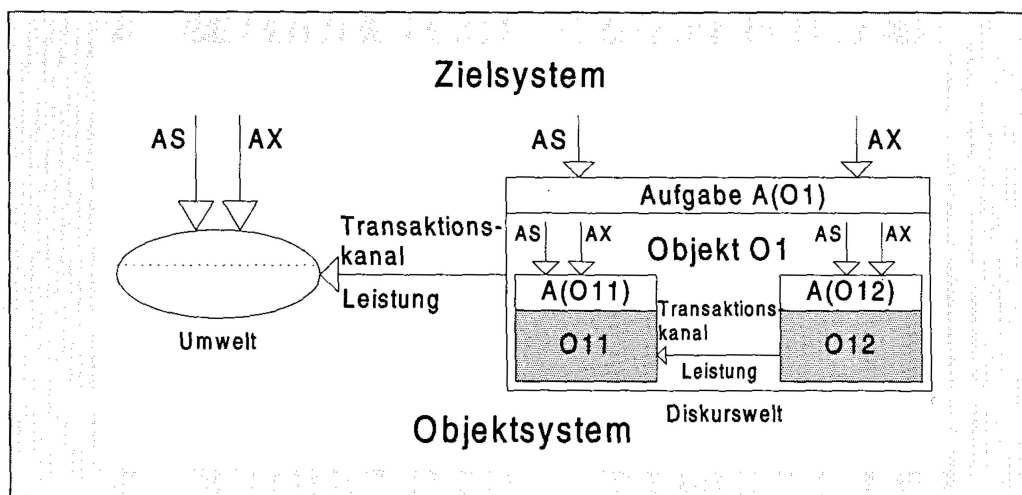 Zielsystem
AS AX AS AX
Aufgabe A(O1)
Transaktions-
kanal
Leistung
Umwelt
AS AX Objekt O1 AS AX
A(O11) A(O12)
Transaktions
kanal
O11 O12
Leistung
Diskurswelt
Objektsystem